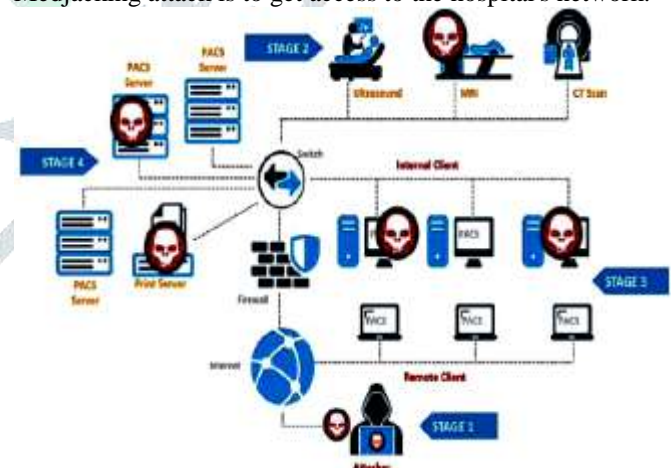 Medjacking attack is to get access to the hospital's network.
PACS
Server
PACS
Server
STAGE 2
Ultrasound
MRI
CT Scan
STAGE 4
Switch
Internal Client
PACS
PACS
Server
Print Server
Firewall
STAGE 3
PACS
PACS
PACS
Internet
Remote Client
STAGE 1
Attacker